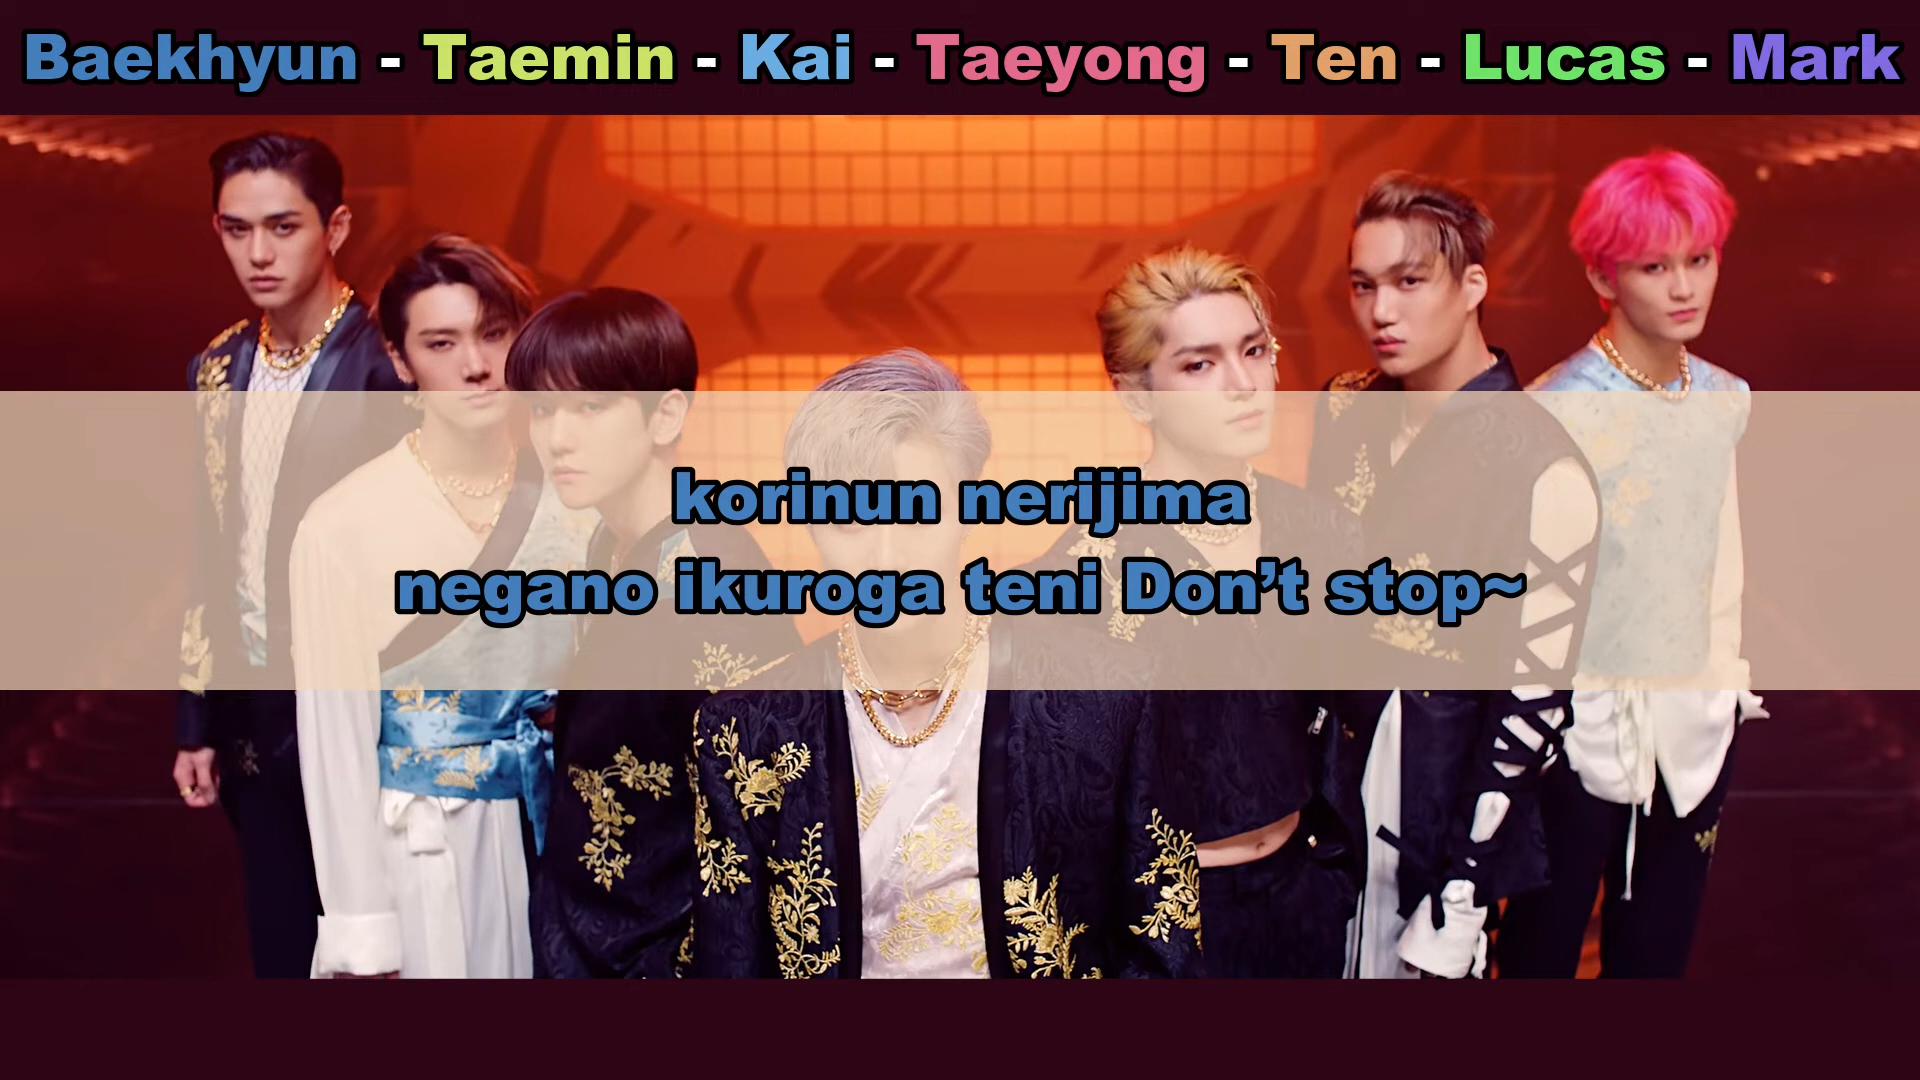 Baekhyun - Taemin - Kai - Taeyong - Ten - Lucas - Mark
korinun nerijima
negano ikuroga teni Don’t stop~